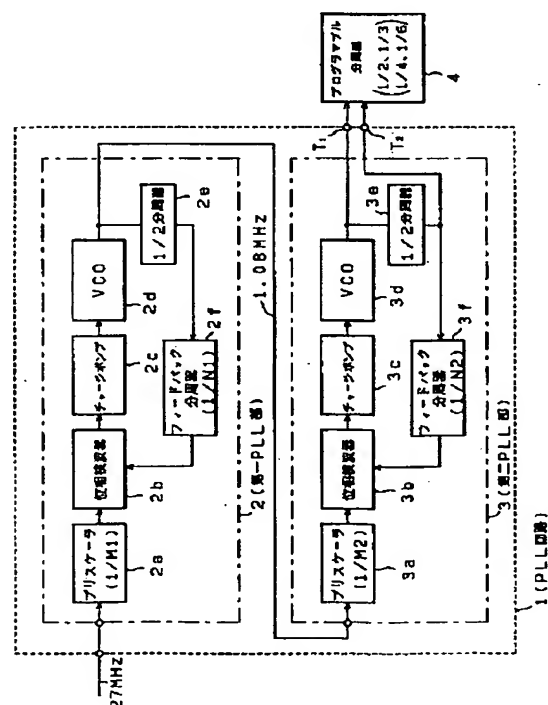 27MHz
プリスケーラ
(1/M1)
2a
位相検波器
2b
チャージポンプ
2c
VCO
2d
1/2分周器
2e
フィードバック
分周器
(1/N1)
2f
2(第一PLL部)
1.08MHz
プリスケーラ
(1/M2)
3a
位相検波器
3b
チャージポンプ
3c
VCO
3d
1/2分周器
3e
フィードバック
分周器
(1/N2)
3f
3(第二PLL部)
T1
T2
プログラマブル
分周器
(1/2、1/3)
(1/4、1/6)
4
1(PLL回路)